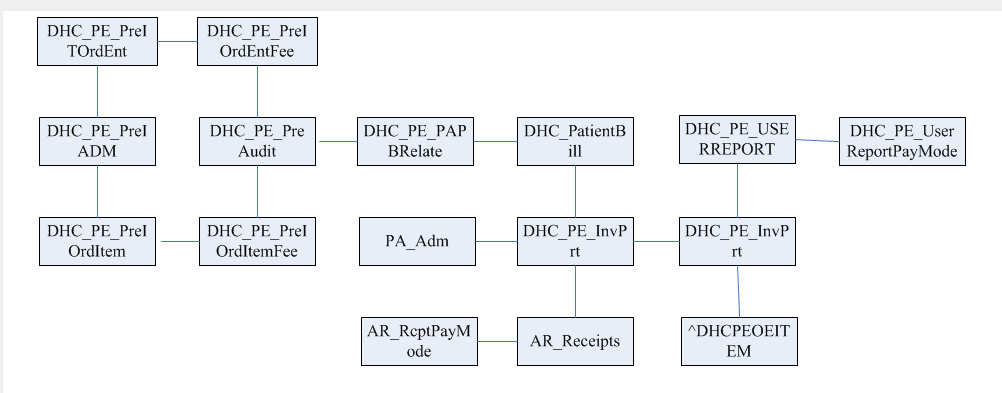 DHC_PE_PreI
TOrdEnt
DHC_PE_PreI
OrdEntFee
DHC_PE_PreI
ADM
DHC_PE_Pre
Audit
DHC_PE_PAP
BRelate
DHC_PatientB
ill
DHC_PE_USE
RREPORT
DHC_PE_User
ReportPayMode
DHC_PE_PreI
OrdItem
DHC_PE_PreI
OrdItemFee
PA_Adm
DHC_PE_InvP
rt
DHC_PE_InvP
rt
AR_RcptPayM
ode
AR_Receipts
^DHCPEOEIT
EM